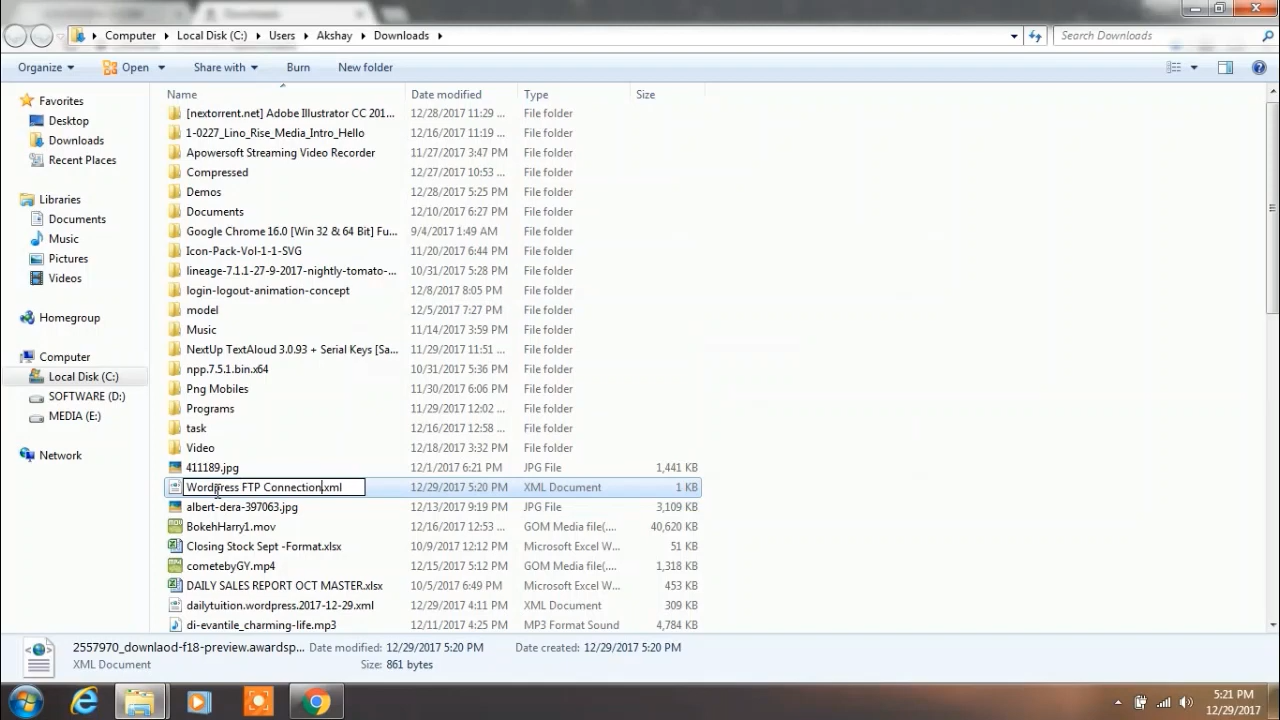 Computer Local Disk (C:) Users Akshay Downloads Search Downloads
Organize Open Share with Burn New folder
Favorites
Desktop
Downloads
Recent Places
Libraries
Documents
Music
Pictures
Videos
Homegroup
Computer
Local Disk (C:)
SOFTWARE (D:)
MEDIA (E:)
Network
Name Date modified Type Size
[nextorrent.net] Adobe Illustrator CC 201... 12/28/2017 11:29 ... File folder
1-0227_Lino_Rise_Media_Intro_Hello 12/16/2017 11:19 ... File folder
Apowersoft Streaming Video Recorder 11/27/2017 3:47 PM File folder
Compressed 12/27/2017 10:53 ... File folder
Demos 12/28/2017 5:25 PM File folder
Documents 12/10/2017 6:27 PM File folder
Google Chrome 16.0 [Win 32 & 64 Bit] Fu... 9/4/2017 1:49 AM File folder
Icon-Pack-Vol-1-1-SVG 11/20/2017 6:44 PM File folder
lineage-7.1.1-27-9-2017-nightly-tomato-... 10/31/2017 5:28 PM File folder
login-logout-animation-concept 12/8/2017 8:05 PM File folder
model 12/5/2017 7:27 PM File folder
Music 11/14/2017 3:59 PM File folder
NextUp TextAloud 3.0.93 + Serial Keys [Sa... 11/29/2017 11:51 ... File folder
npp.7.5.1.bin.x64 10/31/2017 5:36 PM File folder
Png Mobiles 11/30/2017 6:06 PM File folder
Programs 11/29/2017 12:02 ... File folder
task 12/16/2017 12:58 ... File folder
Video 12/18/2017 3:32 PM File folder
411189.jpg 12/1/2017 6:21 PM JPG File 1,441 KB
Wordpress FTP Connection.xml 12/29/2017 5:20 PM XML Document 1 KB
albert-dera-397063.jpg 12/13/2017 9:19 PM JPG File 3,109 KB
BokehHarry1.mov 12/16/2017 12:53 ... GOM Media file(.... 40,620 KB
Closing Stock Sept -Format.xlsx 10/9/2017 12:12 PM Microsoft Excel W... 51 KB
cometebyGY.mp4 12/15/2017 5:12 PM GOM Media file(.... 1,318 KB
DAILY SALES REPORT OCT MASTER.xlsx 10/5/2017 6:49 PM Microsoft Excel W... 453 KB
dailytuition.wordpress.2017-12-29.xml 12/29/2017 4:11 PM XML Document 309 KB
di-evantile_charming-life.mp3 12/11/2017 4:25 PM MP3 Format Sound 4,784 KB
2557970_downlaod-f18-preview.awardsp... Date modified: 12/29/2017 5:20 PM Date created: 12/29/2017 5:20 PM
XML Document Size: 861 bytes
5:21 PM
12/29/2017